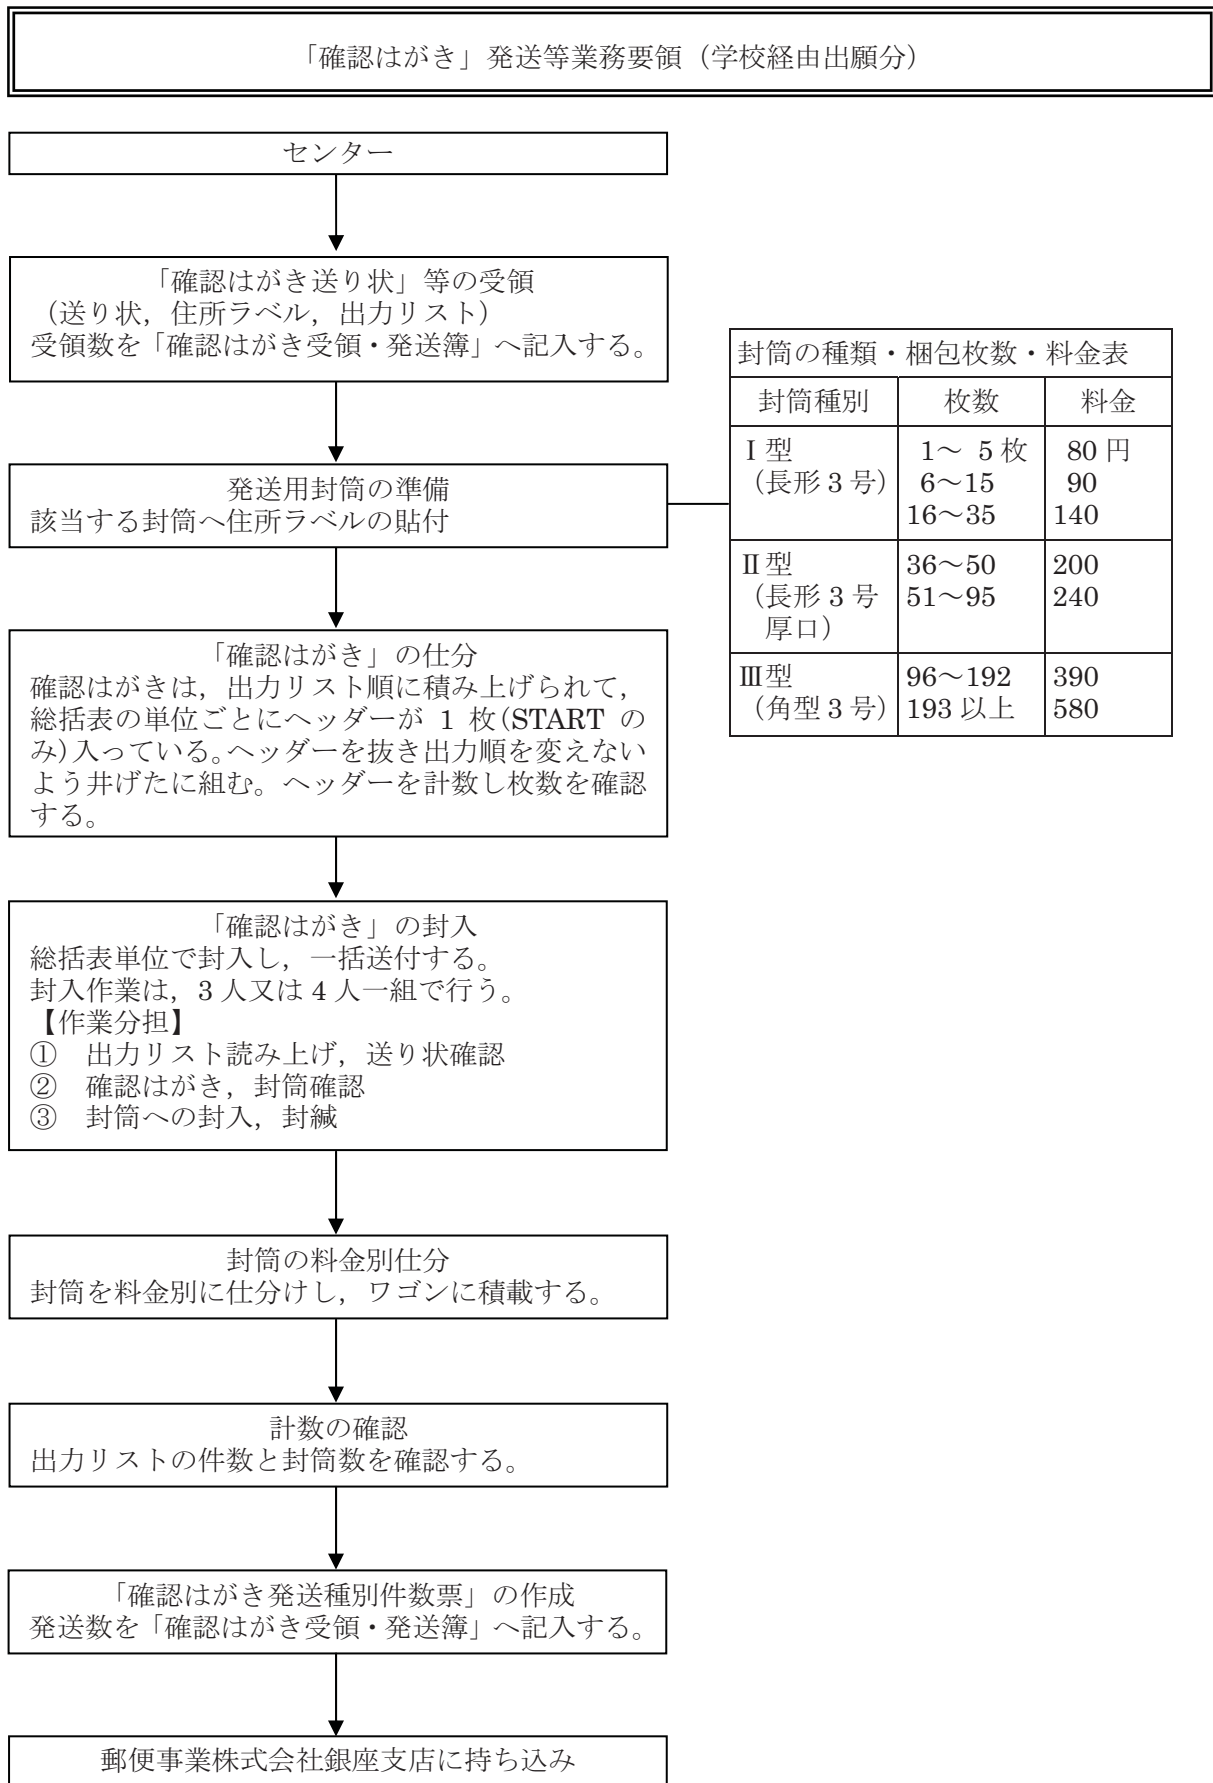 「確認はがき」発送等業務要領（学校経由出願分）
センター
「確認はがき送り状」等の受領
（送り状，住所ラベル，出力リスト）
受領数を「確認はがき受領・発送簿」へ記入する。
発送用封筒の準備
該当する封筒へ住所ラベルの貼付
封筒の種類・梱包枚数・料金表
封筒種別 枚数 料金
Ⅰ型 1～ 5枚 80円
（長形3号） 6～15 90
16～35 140
Ⅱ型 36～50 200
（長形3号 51～95 240
厚口）
Ⅲ型 96～192 390
（角型3号） 193以上 580
「確認はがき」の仕分
確認はがきは，出力リスト順に積み上げられて，
総括表の単位ごとにヘッダーが 1 枚(START の
み)入っている。ヘッダーを抜き出力順を変えない
よう井げたに組む。ヘッダーを計数し枚数を確認
する。
「確認はがき」の封入
総括表単位で封入し，一括送付する。
封入作業は，3人又は4人一組で行う。
【作業分担】
① 出力リスト読み上げ，送り状確認
② 確認はがき，封筒確認
③ 封筒への封入，封緘
封筒の料金別仕分
封筒を料金別に仕分けし，ワゴンに積載する。
計数の確認
出力リストの件数と封筒数を確認する。
「確認はがき発送種別件数票」の作成
発送数を「確認はがき受領・発送簿」へ記入する。
郵便事業株式会社銀座支店に持ち込み